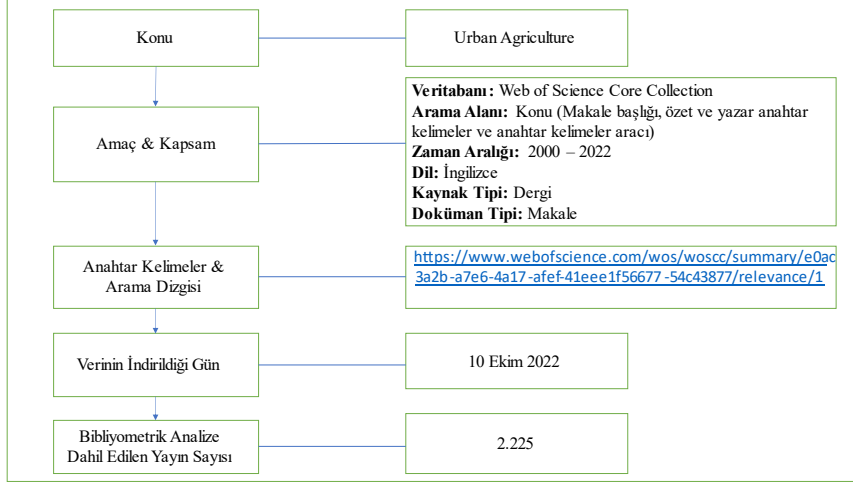 Konu
Urban Agriculture
Amaç & Kapsam
Veritabanı: Web of Science Core Collection
Arama Alanı: Konu (Makale başlığı, özet ve yazar anahtar
kelimeler ve anahtar kelimeler aracı)
Zaman Aralığı: 2000 – 2022
Dil: İngilizce
Kaynak Tipi: Dergi
Doküman Tipi: Makale
Anahtar Kelimeler &
Arama Dizgisi
https://www.webofscience.com/wos/woscc/summary/e0ac
3a2b-a7e6-4a17-afef-41eee1f56677-54c43877/relevance/1
Verinin İndirildiği Gün
10 Ekim 2022
Bibliyometrik Analize
Dahil Edilen Yayın Sayısı
2.225